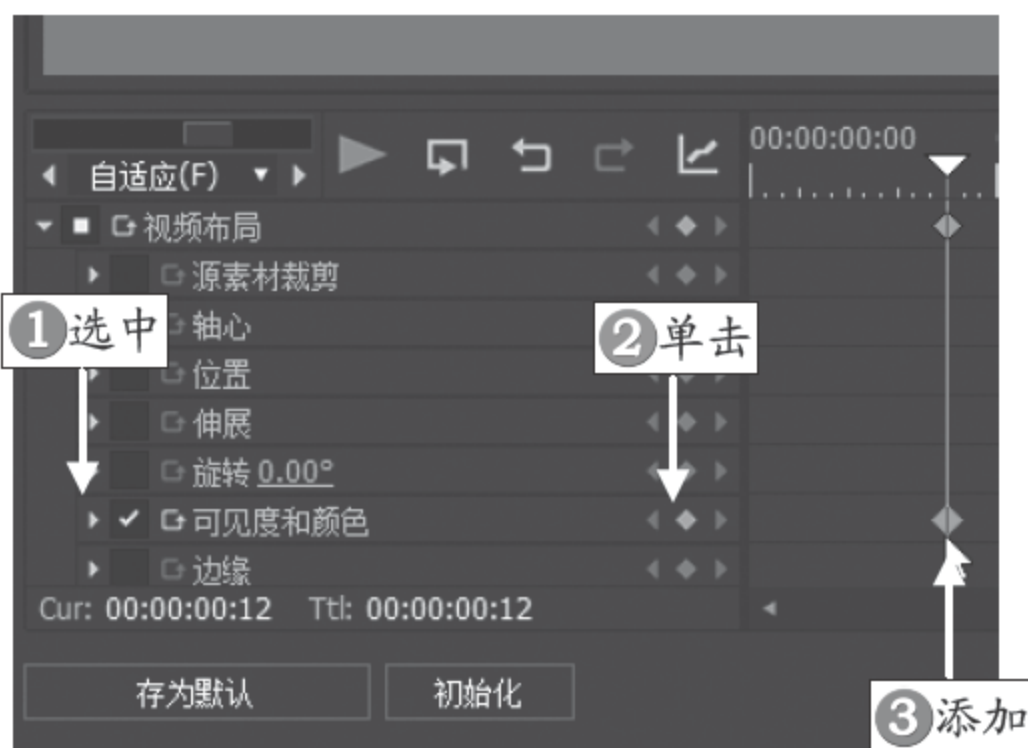 00:00:00:00
自适应(F)
视频布局
源素材裁剪
1选中
轴心
2单击
位置
伸展
旋转 0.00°
可见度和颜色
边缘
Cur: 00:00:00:12 Ttl: 00:00:00:12
存为默认 初始化
3添加